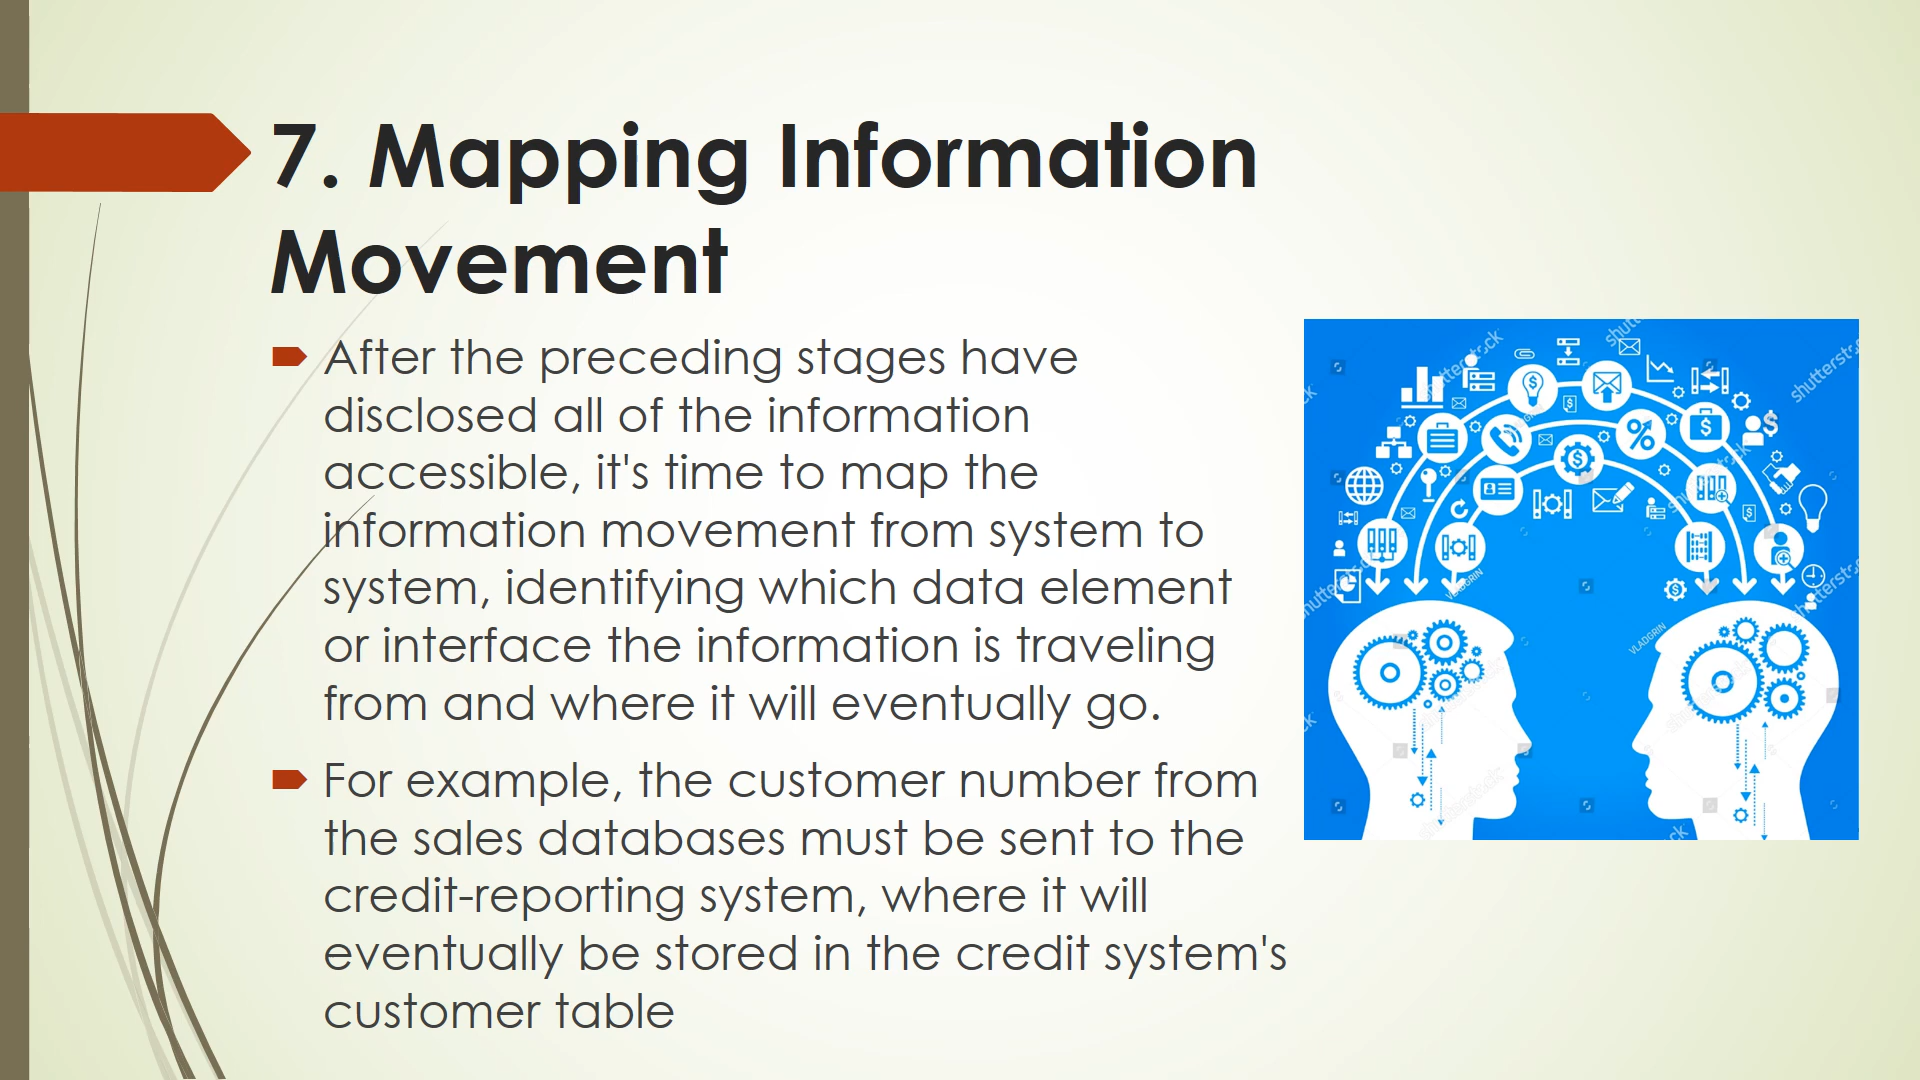 7. Mapping Information
Movement
After the preceding stages have
disclosed all of the information
accessible, it's time to map the
information movement from system to
system, identifying which data element
or interface the information is traveling
from and where it will eventually go.
For example, the customer number from
the sales databases must be sent to the
credit-reporting system, where it will
eventually be stored in the credit system's
customer table
shutterstock
VLADGRIN
VLADGRIN